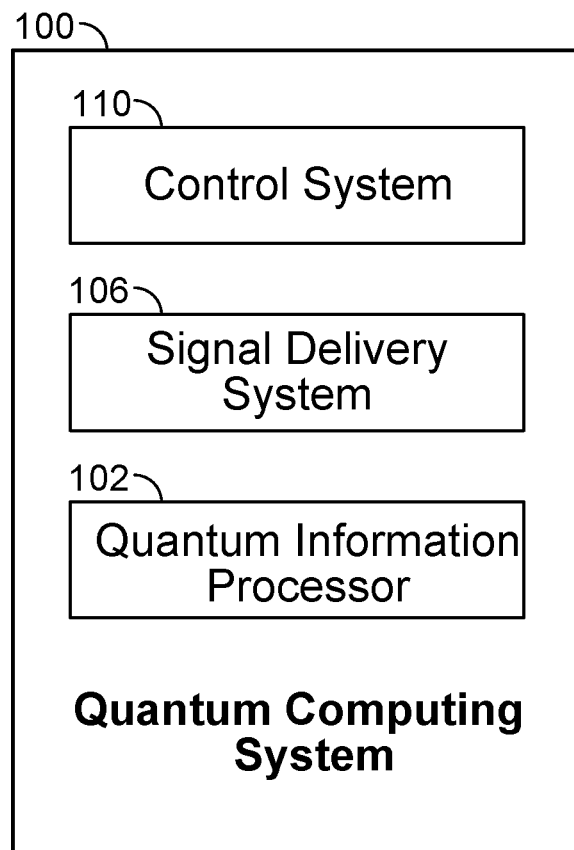 100
110
Control System
106
Signal Delivery
System
102
Quantum Information
Processor
Quantum Computing
System